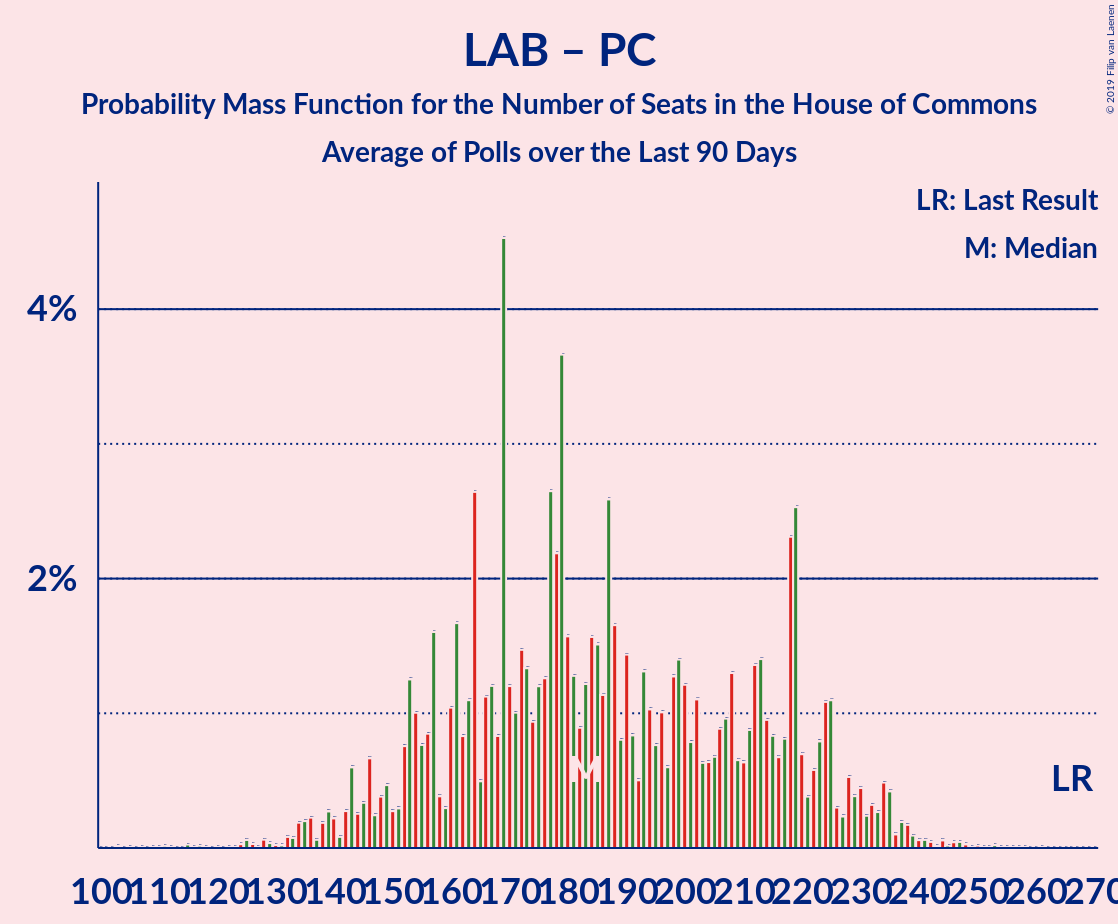 LAB – PC
Probability Mass Function for the Number of Seats in the House of Commons
Average of Polls over the Last 90 Days
© 2019 Filip van Laenen
LR: Last Result
M: Median
4%
2%
M
LR
100 110 120 130 140 150 160 170 180 190 200 210 220 230 240 250 260 270